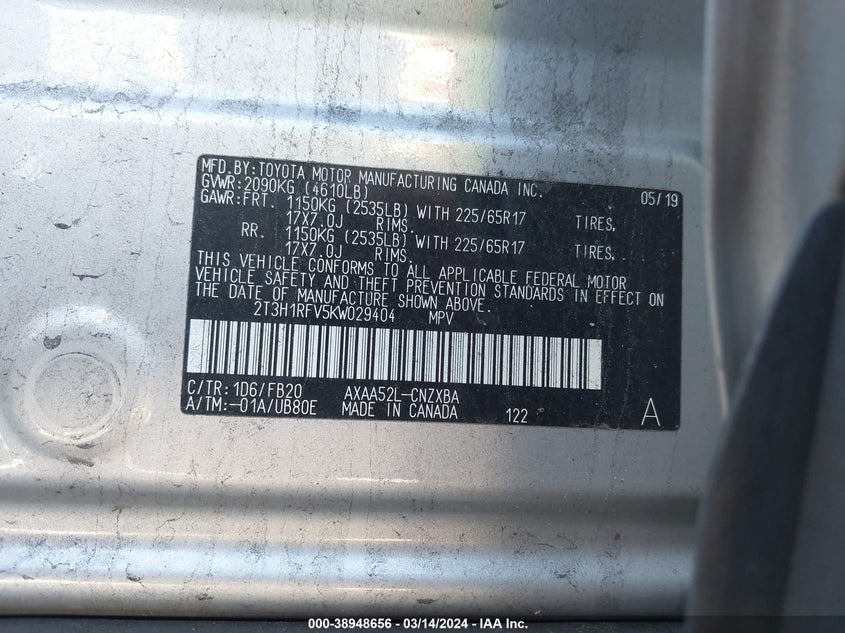 MFD.BY:TOYOTA MOTOR MANUFACTURING CANADA INC.
GVWR:2090KG (4610LB) 05/19
GAWR:FRT. 1150KG (2535LB) WITH 225/65R17 TIRES,
17X7.0J RIMS.
RR. 1150KG (2535LB) WITH 225/65R17 TIRES,
17X7.0J RIMS.
THIS VEHICLE CONFORMS TO ALL APPLICABLE FEDERAL MOTOR
VEHICLE SAFETY AND THEFT PREVENTION STANDARDS IN EFFECT ON
THE DATE OF MANUFACTURE SHOWN ABOVE.
2T3H1RFV5KW029404 MPV
C/TR:1D6/FB20 AXAA52L-CNZXBA
A/TM:-01A/UB80E MADE IN CANADA 122 A
000-38948656 - 03/14/2024 - IAA Inc.